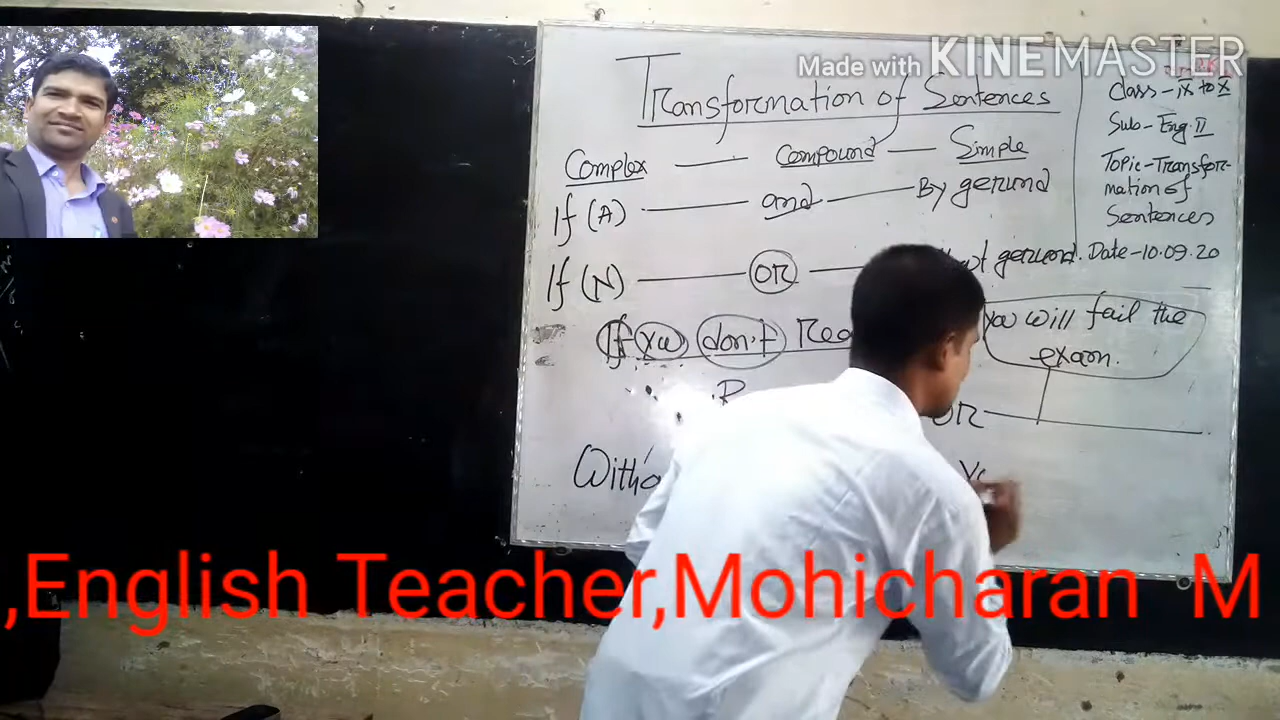 Made with KINEMASTER
Transformation of Sentences
Class - IX to X
Sub - Eng. II
Topic - Transfor-
mation of
Sentences
Date - 10.09.20
Complex — Compound — Simple
If (A) — and — By gerund
If (N) — OR — gerund.
If you don't Rea
you will fail the
exam.
OR
Witho
,English Teacher,Mohicharan M